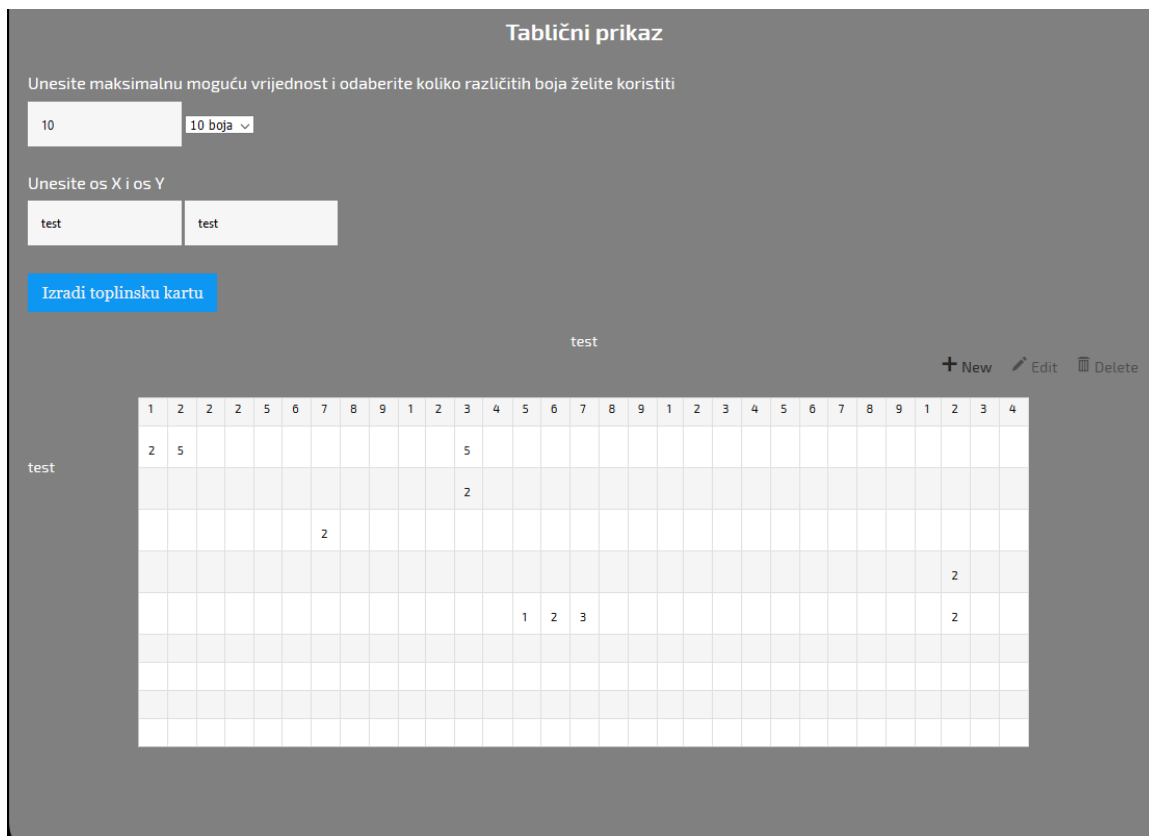 Tablični prikaz
Unesite maksimalnu moguću vrijednost i odaberite koliko različitih boja želite koristiti
10 10 boja
Unesite os X i os Y
test test
Izradi toplinsku kartu
test
New Edit Delete
1 2 2 2 5 6 7 8 9 1 2 3 4 5 6 7 8 9 1 2 3 4 5 6 7 8 9 1 2 3 4
2 5 5
test
2
2
2
1 2 3 2